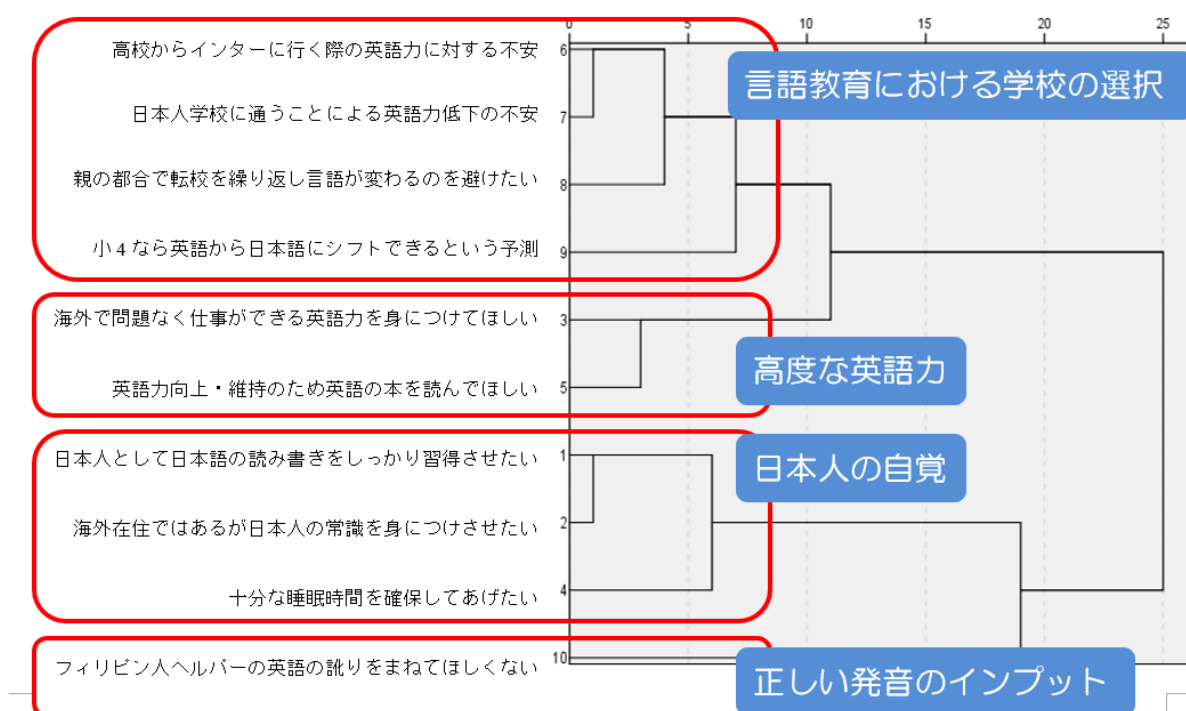 0 5 10 15 20 25
高校からインターに行く際の英語力に対する不安 6
言語教育における学校の選択
日本人学校に通うことによる英語力低下の不安 7
親の都合で転校を繰り返し言語が変わるのを避けたい 8
小4なら英語から日本語にシフトできるという予測 9
海外で問題なく仕事ができる英語力を身につけてほしい 3
高度な英語力
英語力向上・維持のため英語の本を読んでほしい 5
日本人として日本語の読み書きをしっかり習得させたい 1
日本人の自覚
海外在住ではあるが日本人の常識を身につけさせたい 2
十分な睡眠時間を確保してあげたい 4
フィリピン人ヘルパーの英語の訛りをまねてほしくない 10
正しい発音のインプット